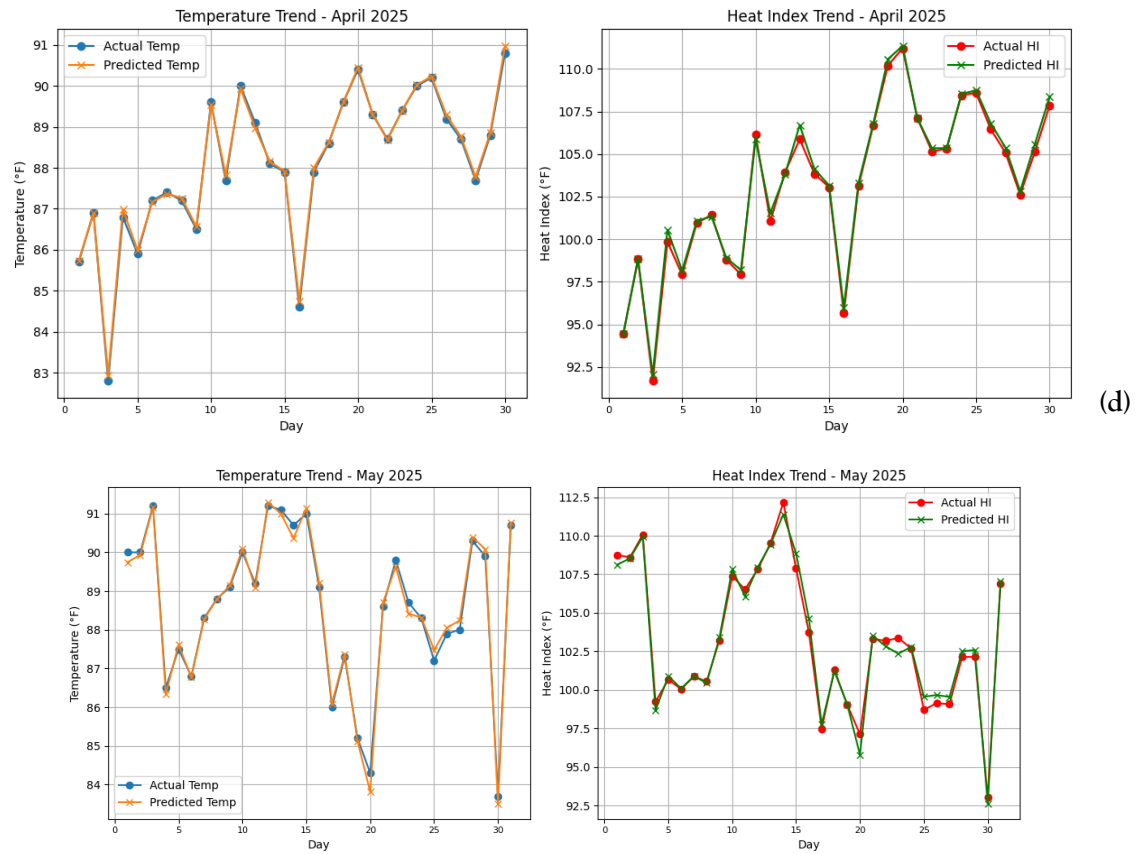 Temperature Trend - April 2025
Actual Temp
Predicted Temp
Temperature (°F)
91
90
89
88
87
86
85
84
83
0 5 10 15 20 25 30
Day
Heat Index Trend - April 2025
Actual HI
Predicted HI
Heat Index (°F)
110.0
107.5
105.0
102.5
100.0
97.5
95.0
92.5
0 5 10 15 20 25 30
Day
(d)
Temperature Trend - May 2025
Temperature (°F)
91
90
89
88
87
86
85
84
Actual Temp
Predicted Temp
0 5 10 15 20 25 30
Day
Heat Index Trend - May 2025
Actual HI
Predicted HI
Heat Index (°F)
112.5
110.0
107.5
105.0
102.5
100.0
97.5
95.0
92.5
0 5 10 15 20 25 30
Day